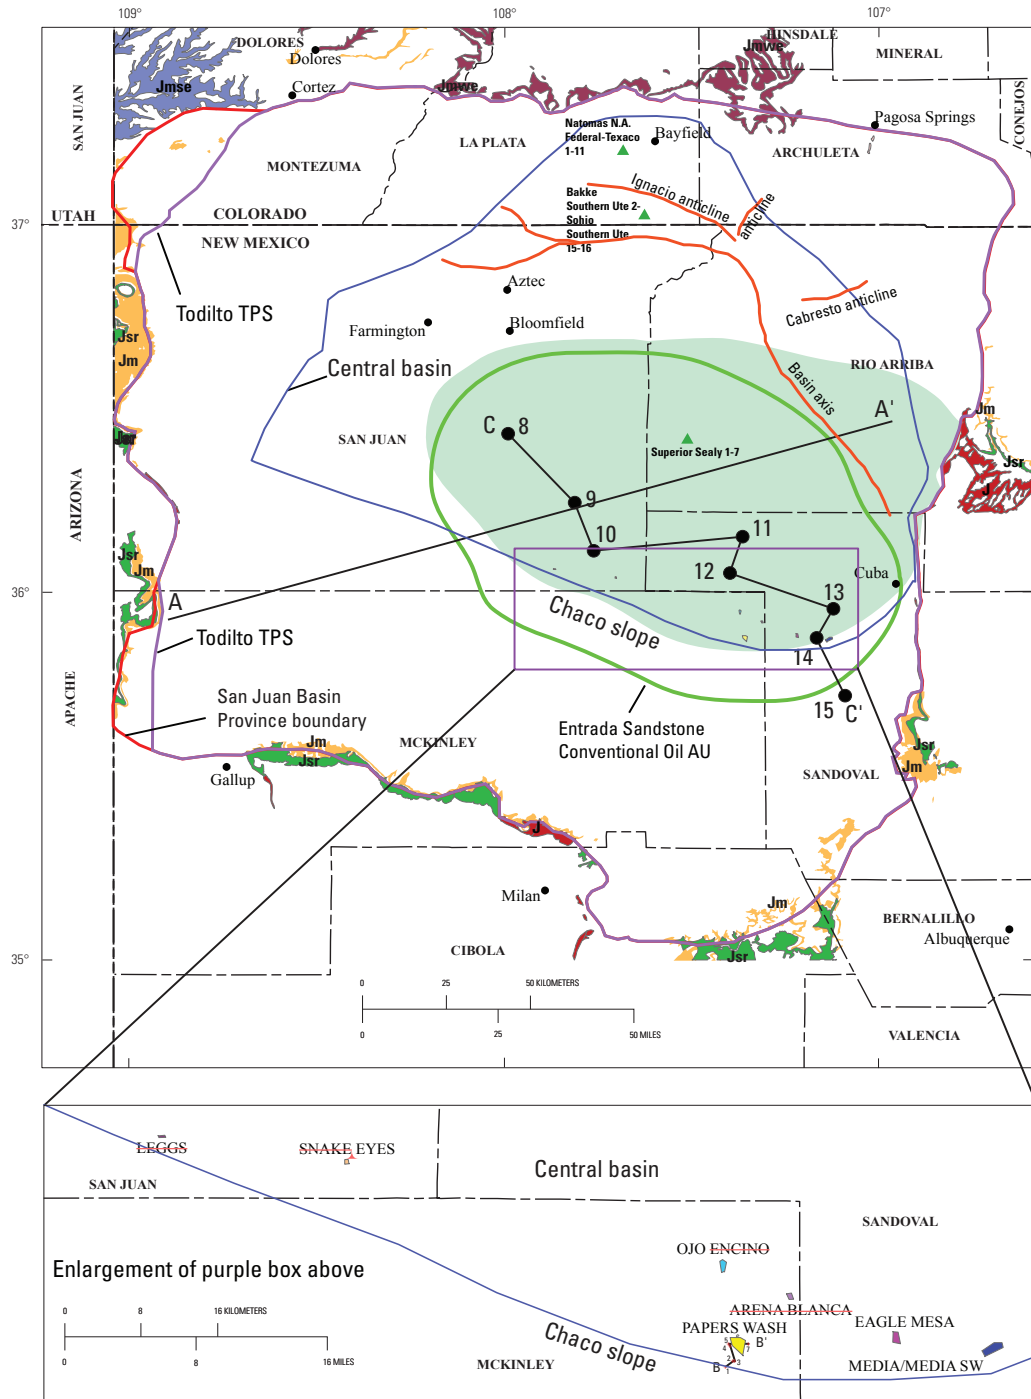 109°
108°
107°
DOLORES
Dolores
HINSDALE
Jmwe
MINERAL
CONEJOS
SAN JUAN
Jmse
Cortez
Jmwe
Natomas N.A.
Federal-Texaco
1-11
Bayfield
Pagosa Springs
LA PLATA
ARCHULETA
MONTEZUMA
Ignacio anticline
anticline
Bakke
Southern Ute 2-
Sohio
Southern Ute
15-16
37°
UTAH
COLORADO
NEW MEXICO
Todilto TPS
Aztec
Farmington
Bloomfield
Cabresto anticline
Jsr
Jm
Central basin
RIO ARRIBA
Basin axis
A'
Jm
Jsr
J
Jsr
SAN JUAN
C
8
Superior Sealy 1-7
ARIZONA
9
10
11
12
Jsr
Jm
Cuba
36°
A
13
Chaco slope
14
Todilto TPS
15
C'
APACHE
San Juan Basin
Province boundary
Entrada Sandstone
Conventional Oil AU
MCKINLEY
Jm
Jsr
Gallup
SANDOVAL
Jsr
Jm
J
Milan
Jm
BERNALILLO
Albuquerque
CIBOLA
Jsr
35°
0 25 50 KILOMETERS
0 25 50 MILES
VALENCIA
LEGGS
SNAKE EYES
Central basin
SAN JUAN
SANDOVAL
OJO ENCINO
Enlargement of purple box above
0 8 16 KILOMETERS
0 8 16 MILES
ARENA BLANCA
PAPERS WASH
EAGLE MESA
5
6
4
7
B'
2
3
B
1
Chaco slope
MCKINLEY
MEDIA/MEDIA SW